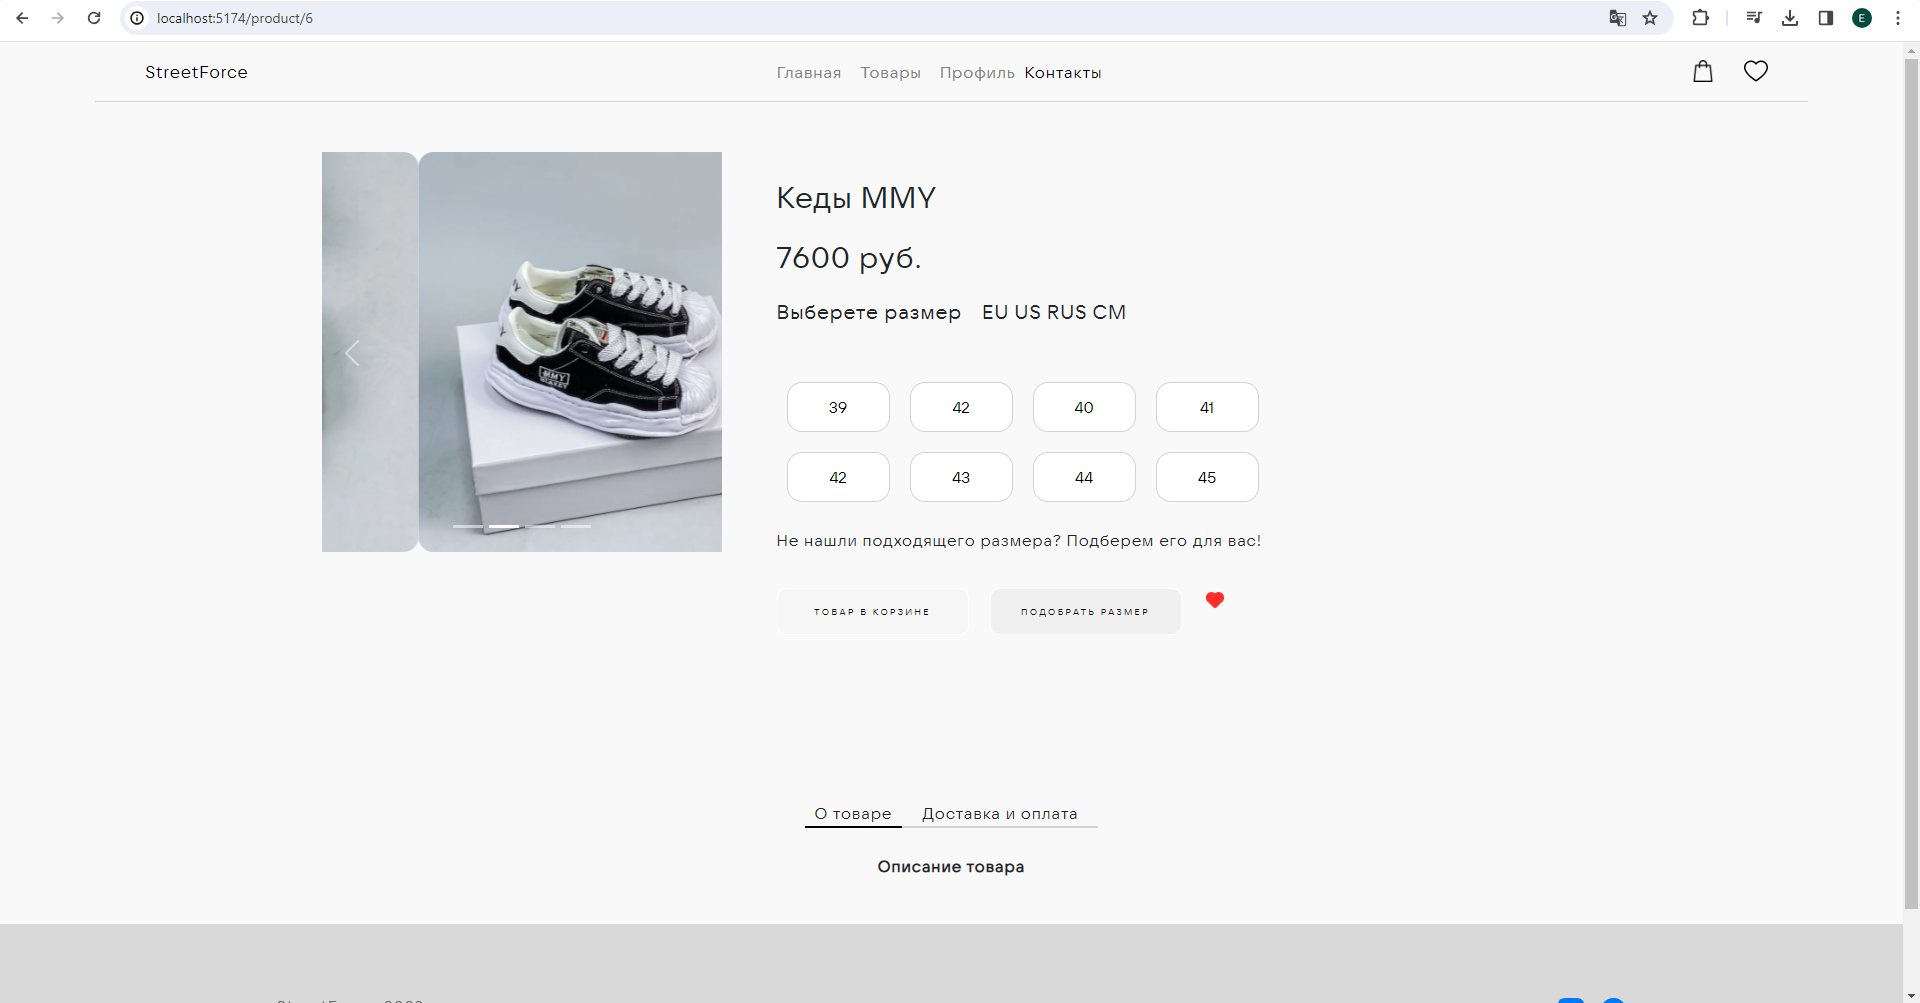 localhost:5174/product/6
E
StreetForce
Главная Товары Профиль Контакты
Кеды MMY
7600 руб.
Выберете размер EU US RUS CM
39 42 40 41
42 43 44 45
Не нашли подходящего размера? Подберем его для вас!
ТОВАР В КОРЗИНЕ ПОДОБРАТЬ РАЗМЕР
О товаре Доставка и оплата
Описание товара
MMY